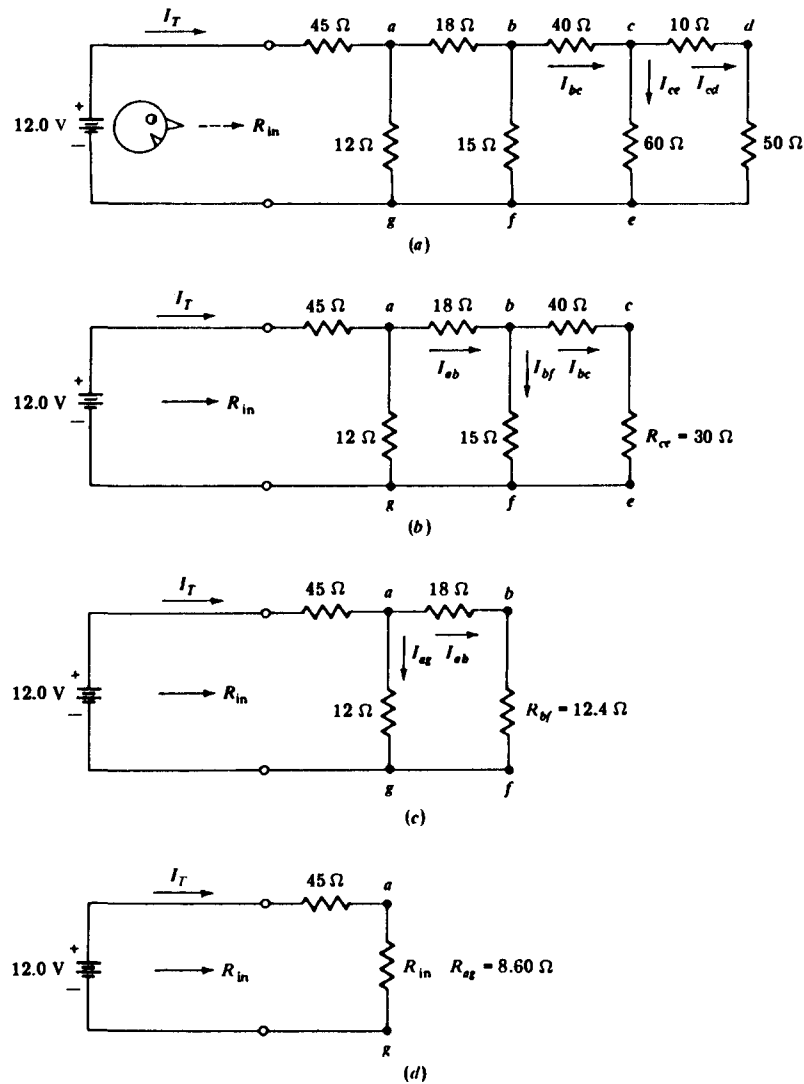 I_T 45 Ω a 18 Ω b 40 Ω c 10 Ω d
I_bc I_ce I_cd
12.0 V + − R_in 12 Ω 15 Ω 60 Ω 50 Ω
g f e
(a)
I_T 45 Ω a 18 Ω b 40 Ω c
I_ab I_bf I_bc
12.0 V + − R_in 12 Ω 15 Ω R_ce = 30 Ω
g f e
(b)
I_T 45 Ω a 18 Ω b
I_ag I_ab
12.0 V + − R_in 12 Ω R_bf = 12.4 Ω
g f
(c)
I_T 45 Ω a
12.0 V + − R_in R_in R_ag = 8.60 Ω
g
(d)